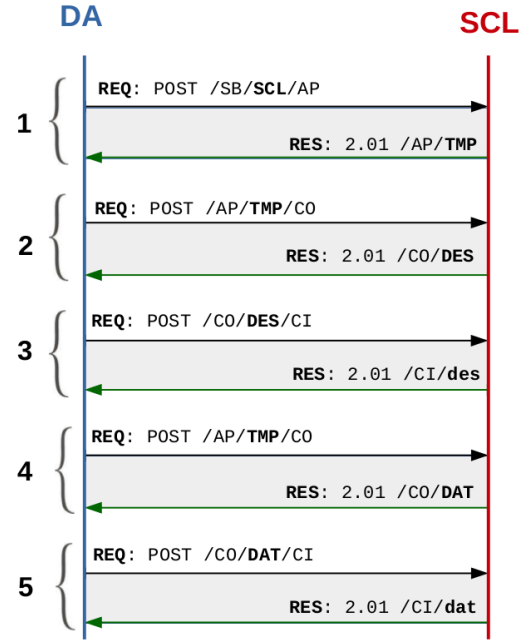 DA
SCL
REQ: POST /SB/SCL/AP
1
RES: 2.01 /AP/TMP
REQ: POST /AP/TMP/CO
2
RES: 2.01 /CO/DES
REQ: POST /CO/DES/CI
3
RES: 2.01 /CI/des
REQ: POST /AP/TMP/CO
4
RES: 2.01 /CO/DAT
REQ: POST /CO/DAT/CI
5
RES: 2.01 /CI/dat